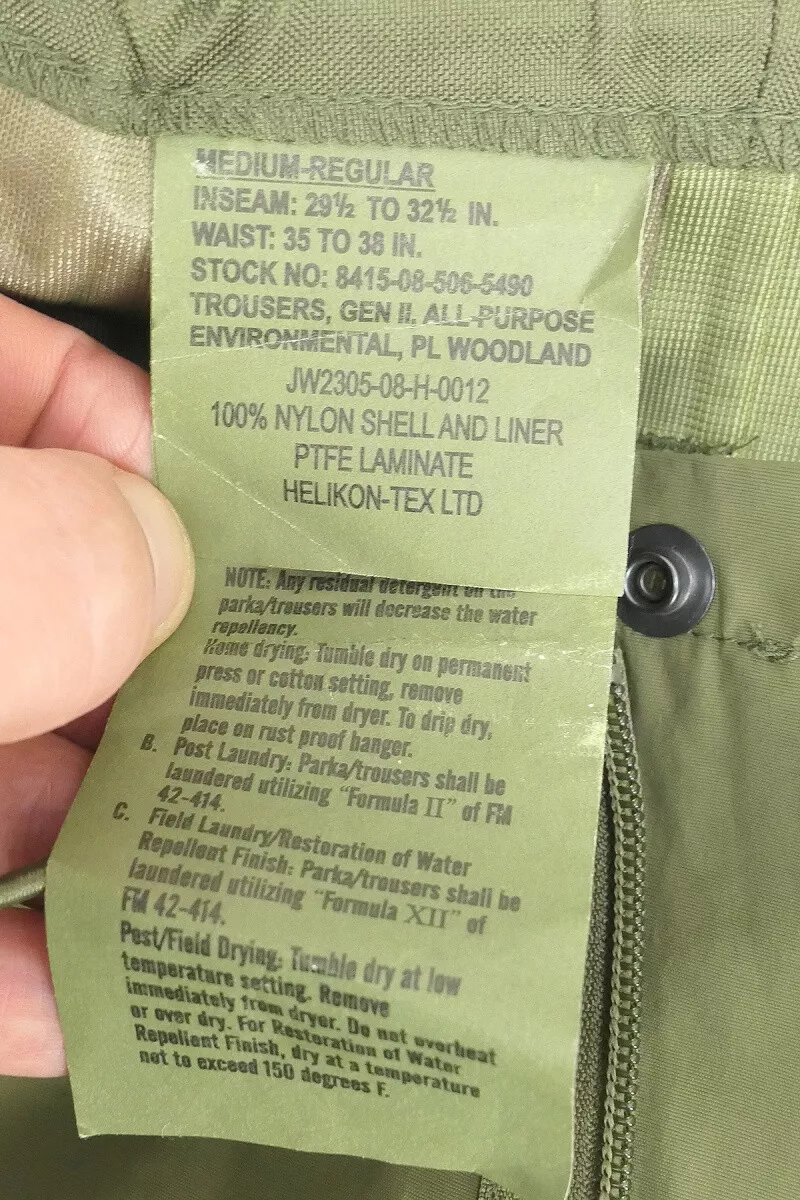 MEDIUM-REGULAR
INSEAM: 29½ TO 32½ IN.
WAIST: 35 TO 38 IN.
STOCK NO: 8415-08-506-5490
TROUSERS, GEN II, ALL-PURPOSE
ENVIRONMENTAL, PL WOODLAND
JW2305-08-H-0012
100% NYLON SHELL AND LINER
PTFE LAMINATE
HELIKON-TEX LTD
NOTE: Any residual detergent on the
parka/trousers will decrease the water
repellency.
Home drying: Tumble dry on permanent
press or cotton setting, remove
immediately from dryer. To drip dry,
place on rust proof hanger.
B. Post Laundry: Parka/trousers shall be
laundered utilizing "Formula II" of FM
42-414.
C. Field Laundry/Restoration of Water
Repellent Finish: Parka/trousers shall be
laundered utilizing "Formula XII" of
FM 42-414.
Post/Field Drying: Tumble dry at low
temperature setting. Remove
immediately from dryer. Do not overheat
or over dry. For Restoration of Water
Repellent Finish, dry at a temperature
not to exceed 150 degrees F.